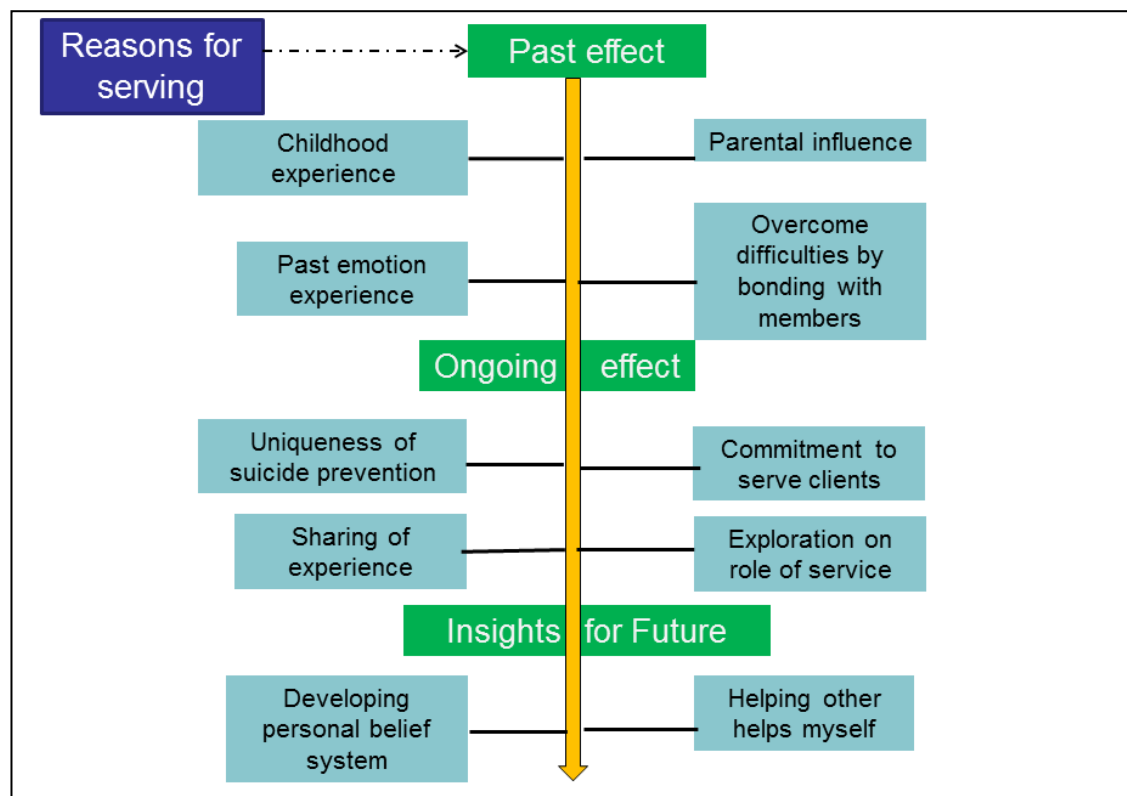 Reasons for
serving
Past effect
Childhood
experience
Parental influence
Past emotion
experience
Overcome
difficulties by
bonding with
members
Ongoing effect
Uniqueness of
suicide prevention
Commitment to
serve clients
Sharing of
experience
Exploration on
role of service
Insights for Future
Developing
personal belief
system
Helping other
helps myself